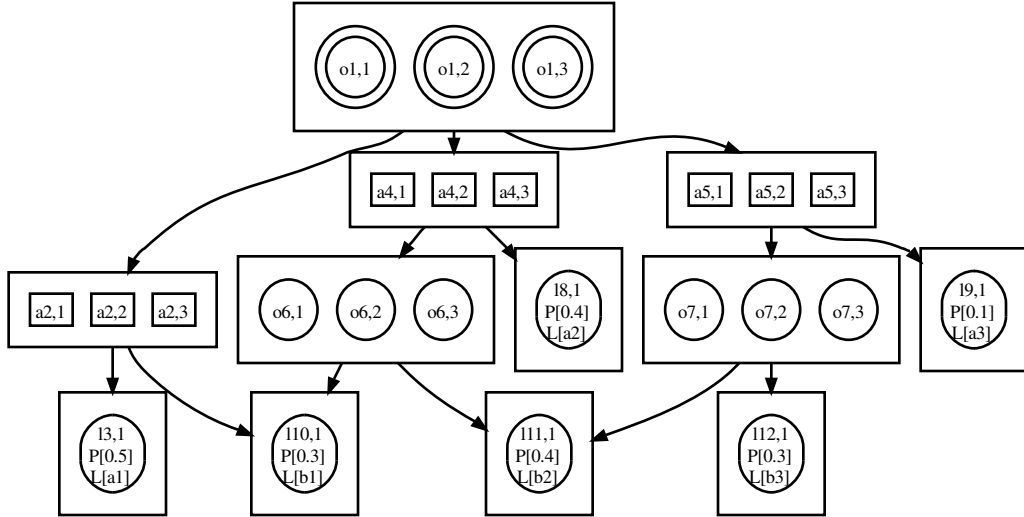 o1,1
o1,2
o1,3
a4,1
a4,2
a4,3
a5,1
a5,2
a5,3
a2,1
a2,2
a2,3
o6,1
o6,2
o6,3
l8,1
P[0.4]
L[a2]
o7,1
o7,2
o7,3
l9,1
P[0.1]
L[a3]
l3,1
P[0.5]
L[a1]
l10,1
P[0.3]
L[b1]
l11,1
P[0.4]
L[b2]
l12,1
P[0.3]
L[b3]